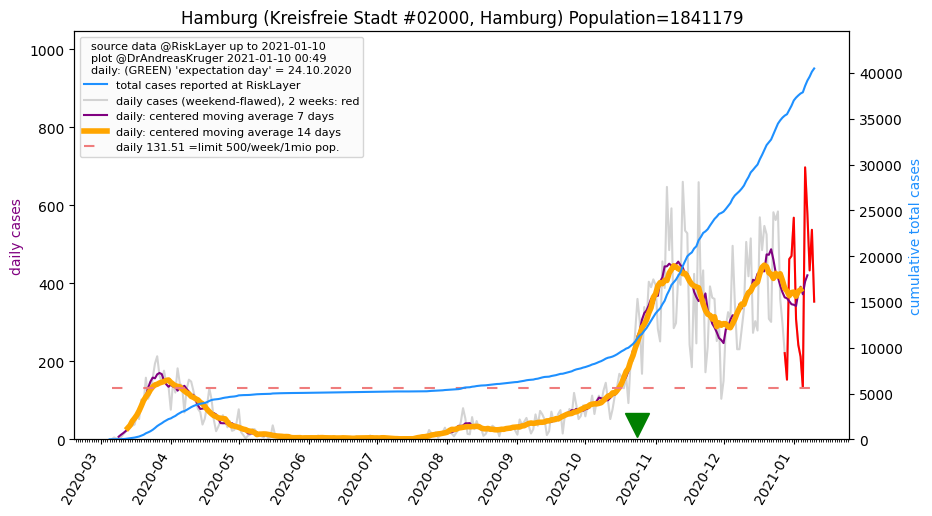 Hamburg (Kreisfreie Stadt #02000, Hamburg) Population=1841179
source data @RiskLayer up to 2021-01-10
plot @DrAndreasKruger 2021-01-10 00:49
daily: (GREEN) 'expectation day' = 24.10.2020
total cases reported at RiskLayer
daily cases (weekend-flawed), 2 weeks: red
daily: centered moving average 7 days
daily: centered moving average 14 days
daily 131.51 =limit 500/week/1mio pop.
daily cases
1000
800
600
400
200
0
cumulative total cases
40000
35000
30000
25000
20000
15000
10000
5000
0
2020-03
2020-04
2020-05
2020-06
2020-07
2020-08
2020-09
2020-10
2020-11
2020-12
2021-01